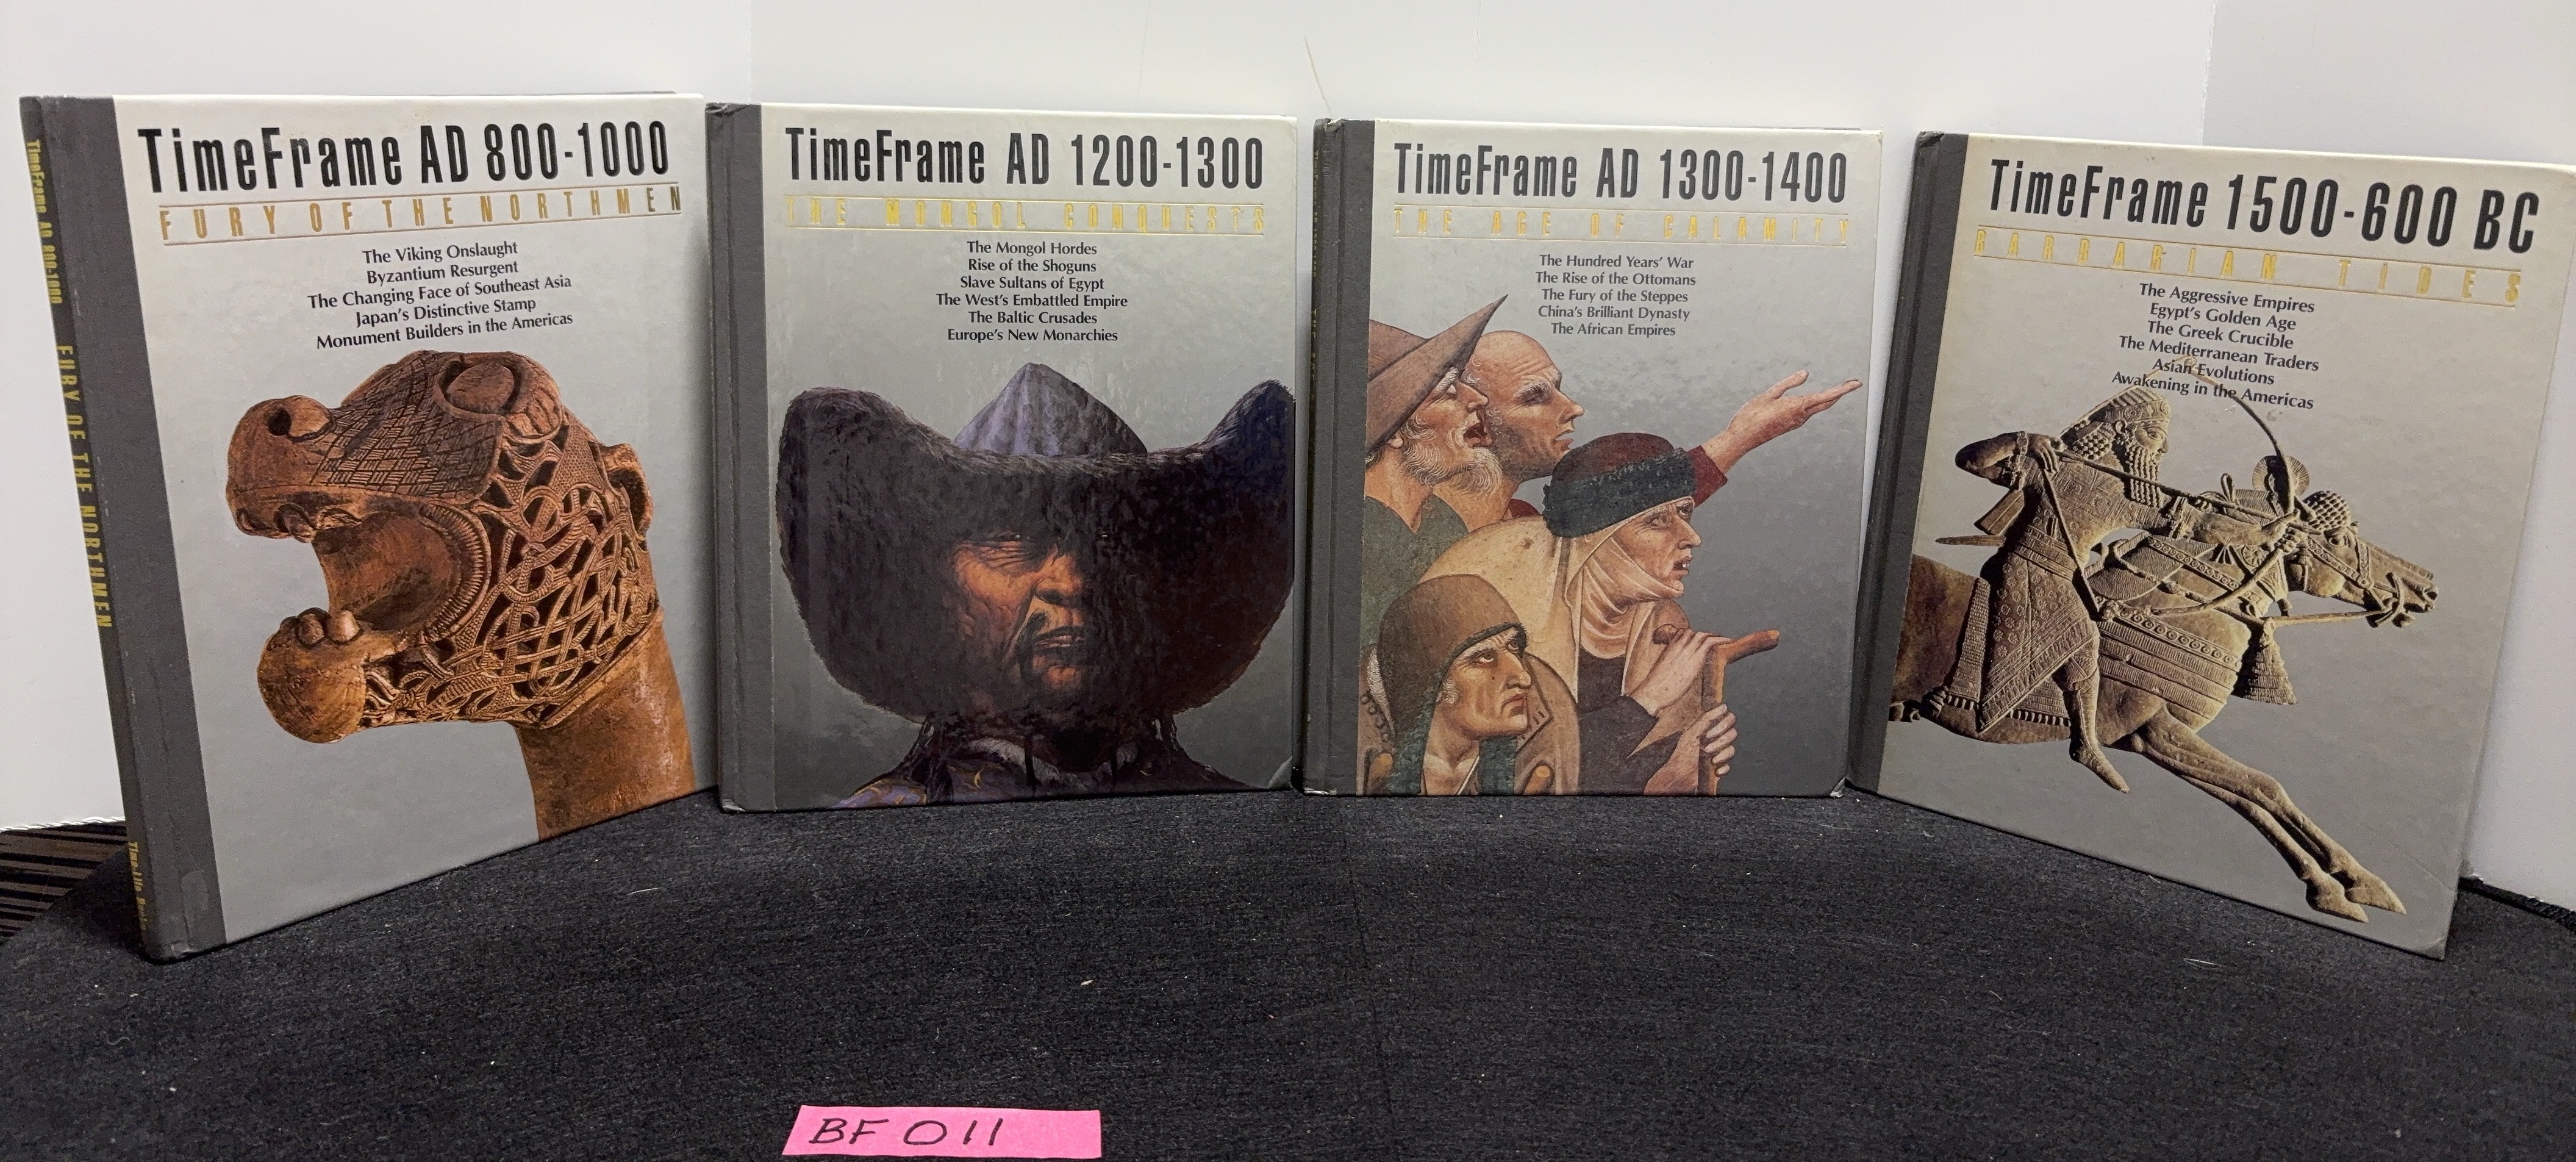 TimeFrame AD 800-1000
FURY OF THE NORTHMEN
The Viking Onslaught
Byzantium Resurgent
The Changing Face of Southeast Asia
Japan's Distinctive Stamp
Monument Builders in the Americas
TimeFrame AD 800-1000
FURY OF THE NORTHMEN
TimeFrame AD 1200-1300
THE MONGOL CONQUESTS
The Mongol Hordes
Rise of the Shoguns
Slave Sultans of Egypt
The West's Embattled Empire
The Baltic Crusades
Europe's New Monarchies
TimeFrame AD 1300-1400
THE AGE OF CALAMITY
The Hundred Years' War
The Rise of the Ottomans
The Fury of the Steppes
China's Brilliant Dynasty
The African Empires
TimeFrame 1500-600 BC
BARBARIAN TIDES
The Aggressive Empires
Egypt's Golden Age
The Greek Crucible
The Mediterranean Traders
Asian Evolutions
Awakening in the Americas
BF 011